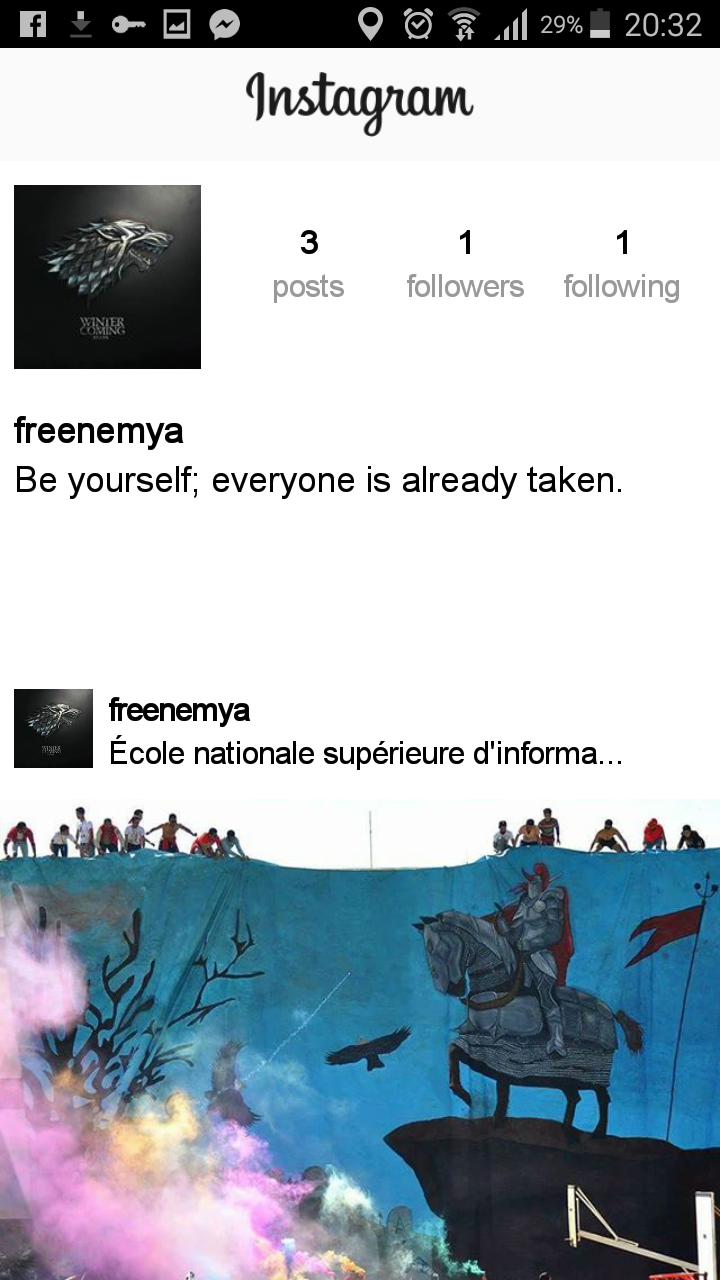 29% 20:32
Instagram
3
1
1
posts
followers
following
WINTER
COMING
freenemya
Be yourself; everyone is already taken.
freenemya
École nationale supérieure d'informa...